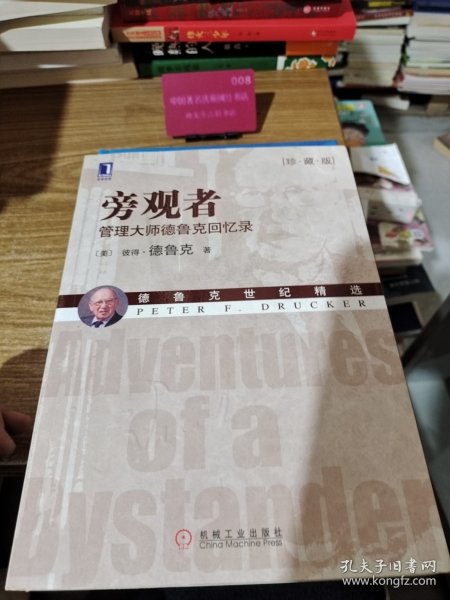 008
[珍·藏·版]
旁观者
管理大师德鲁克回忆录
[美] 彼得·德鲁克 著
德鲁克世纪精选
PETER F. DRUCKER
Adventures
of a
Bystander
机械工业出版社
China Machine Press
孔夫子旧书网
www.kongfz.com